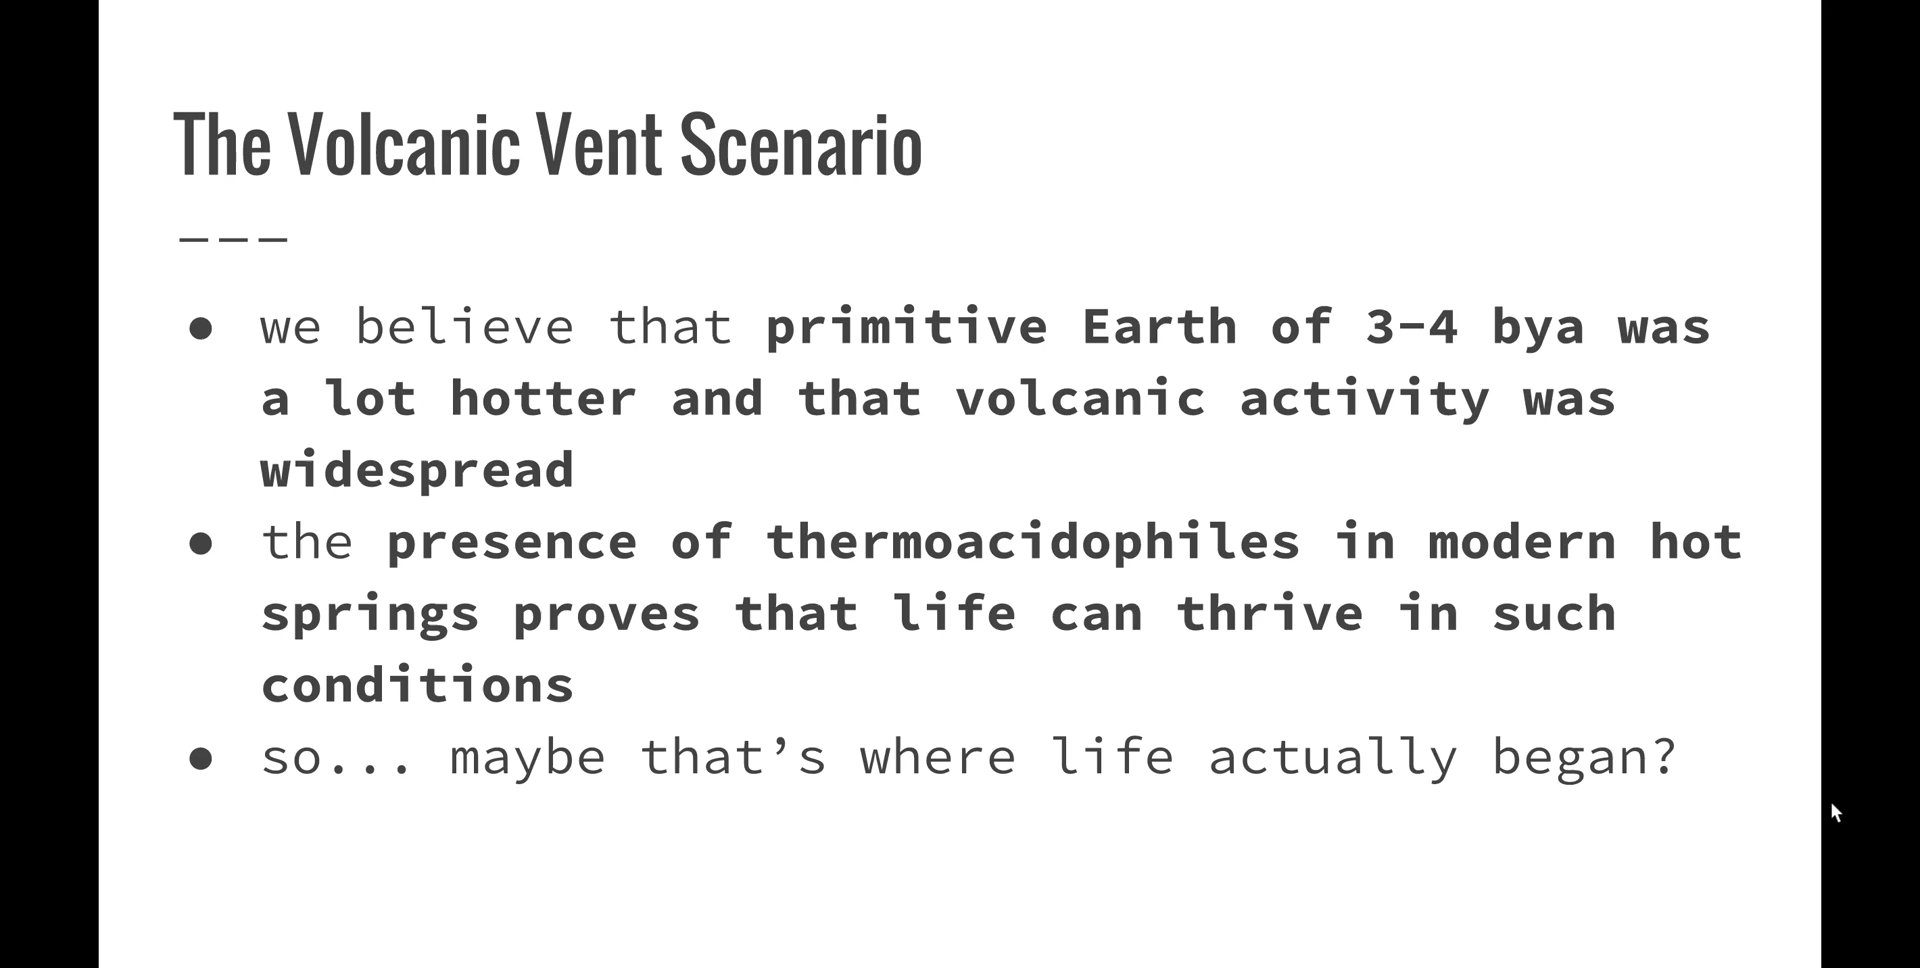 The Volcanic Vent Scenario
———
● we believe that primitive Earth of 3-4 bya was
a lot hotter and that volcanic activity was
widespread
● the presence of thermoacidophiles in modern hot
springs proves that life can thrive in such
conditions
● so... maybe that’s where life actually began?